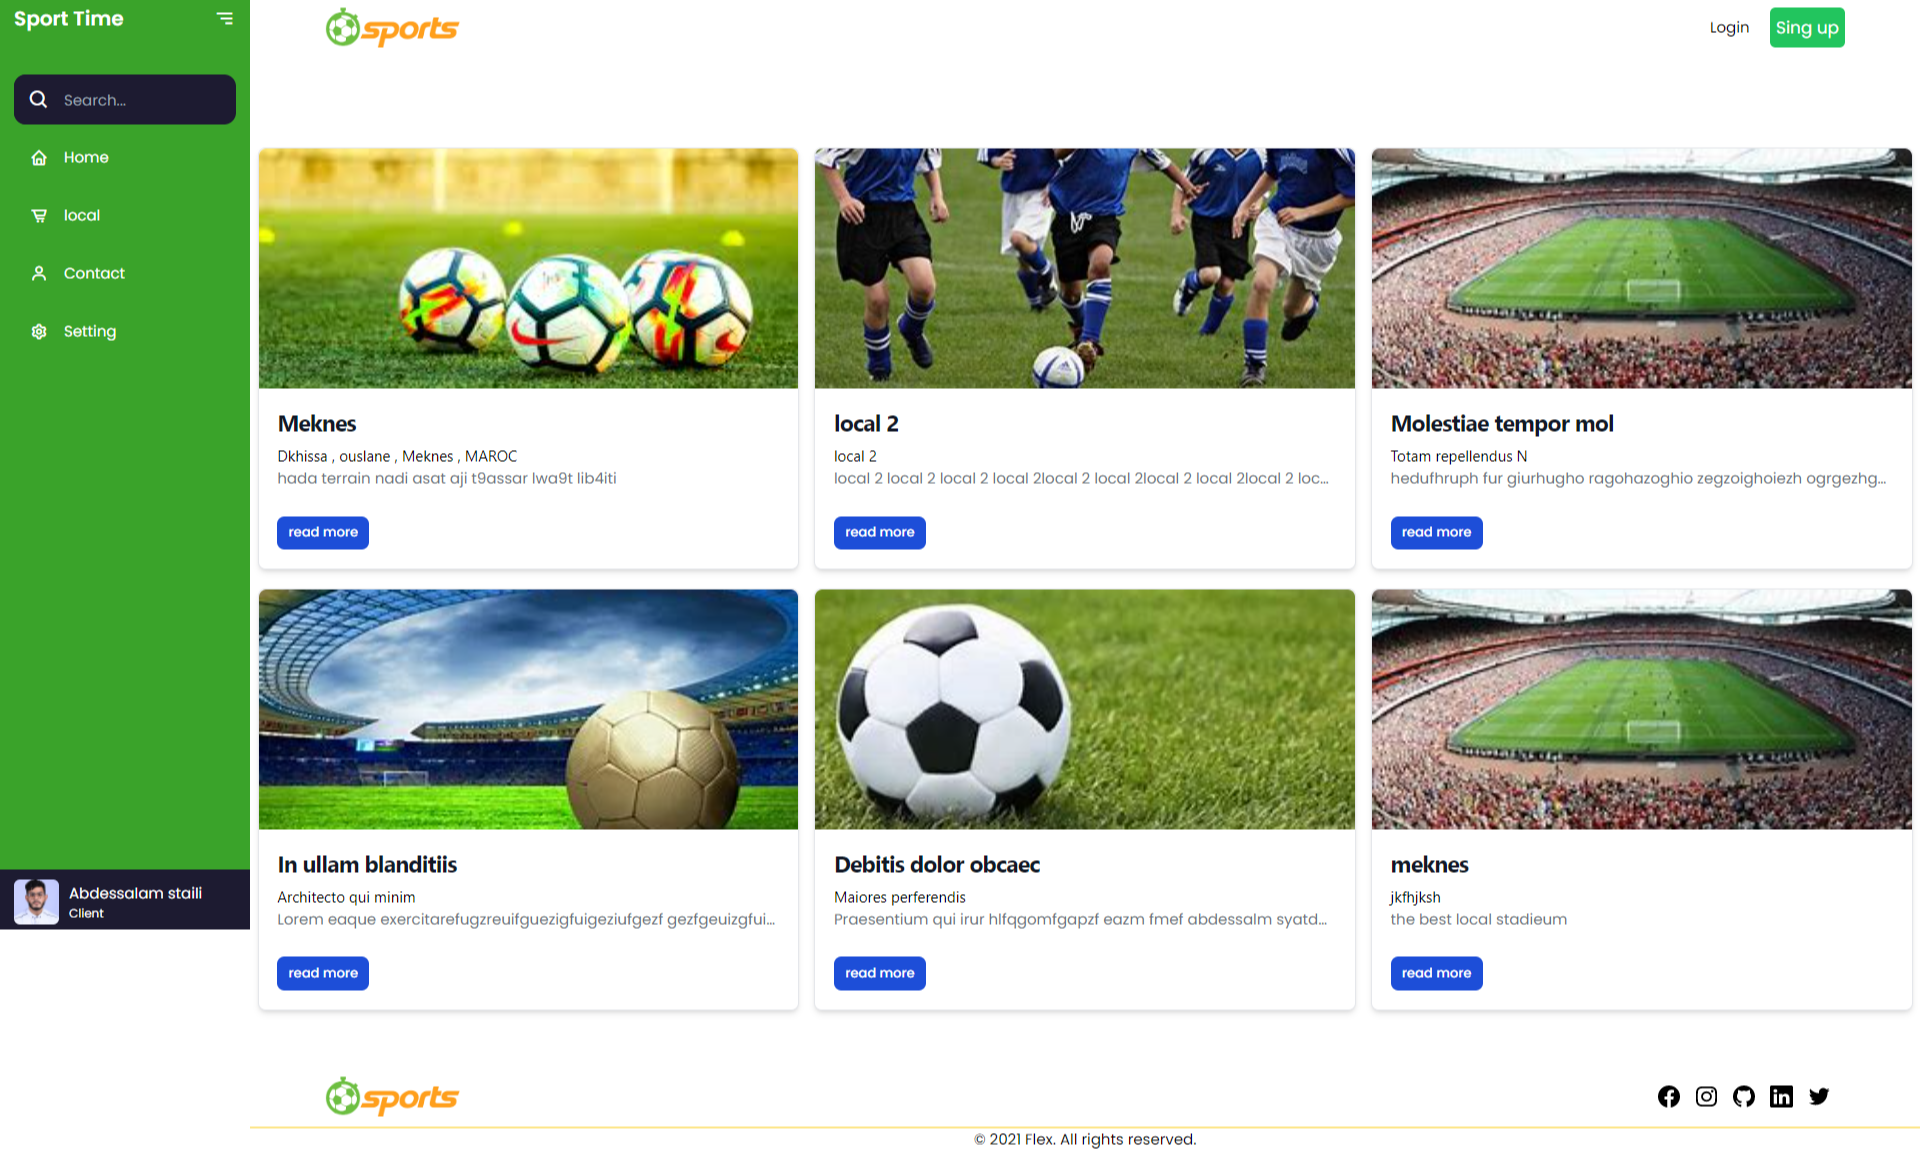 Sport Time
Search...
Home
local
Contact
Setting
Abdessalam staili
Client
sports
Login
Sing up
Meknes
Dkhissa , ouslane , Meknes , MAROC
hada terrain nadi asat aji t9assar lwa9t lib4iti
read more
local 2
local 2
local 2 local 2 local 2 local 2local 2 local 2local 2 local 2local 2 loc...
read more
Molestiae tempor mol
Totam repellendus N
hedufhruph fur giurhugho ragohazoghio zegzoighoiezh ogrgezhg...
read more
In ullam blanditiis
Architecto qui minim
Lorem eaque exercitarefugzreuifguezigfuigeziufgezf gezfgeuizgfui...
read more
Debitis dolor obcaec
Maiores perferendis
Praesentium qui irur hlfqgomfgapzf eazm fmef abdessalm syatd...
read more
meknes
jkfhjksh
the best local stadieum
read more
sports
© 2021 Flex. All rights reserved.